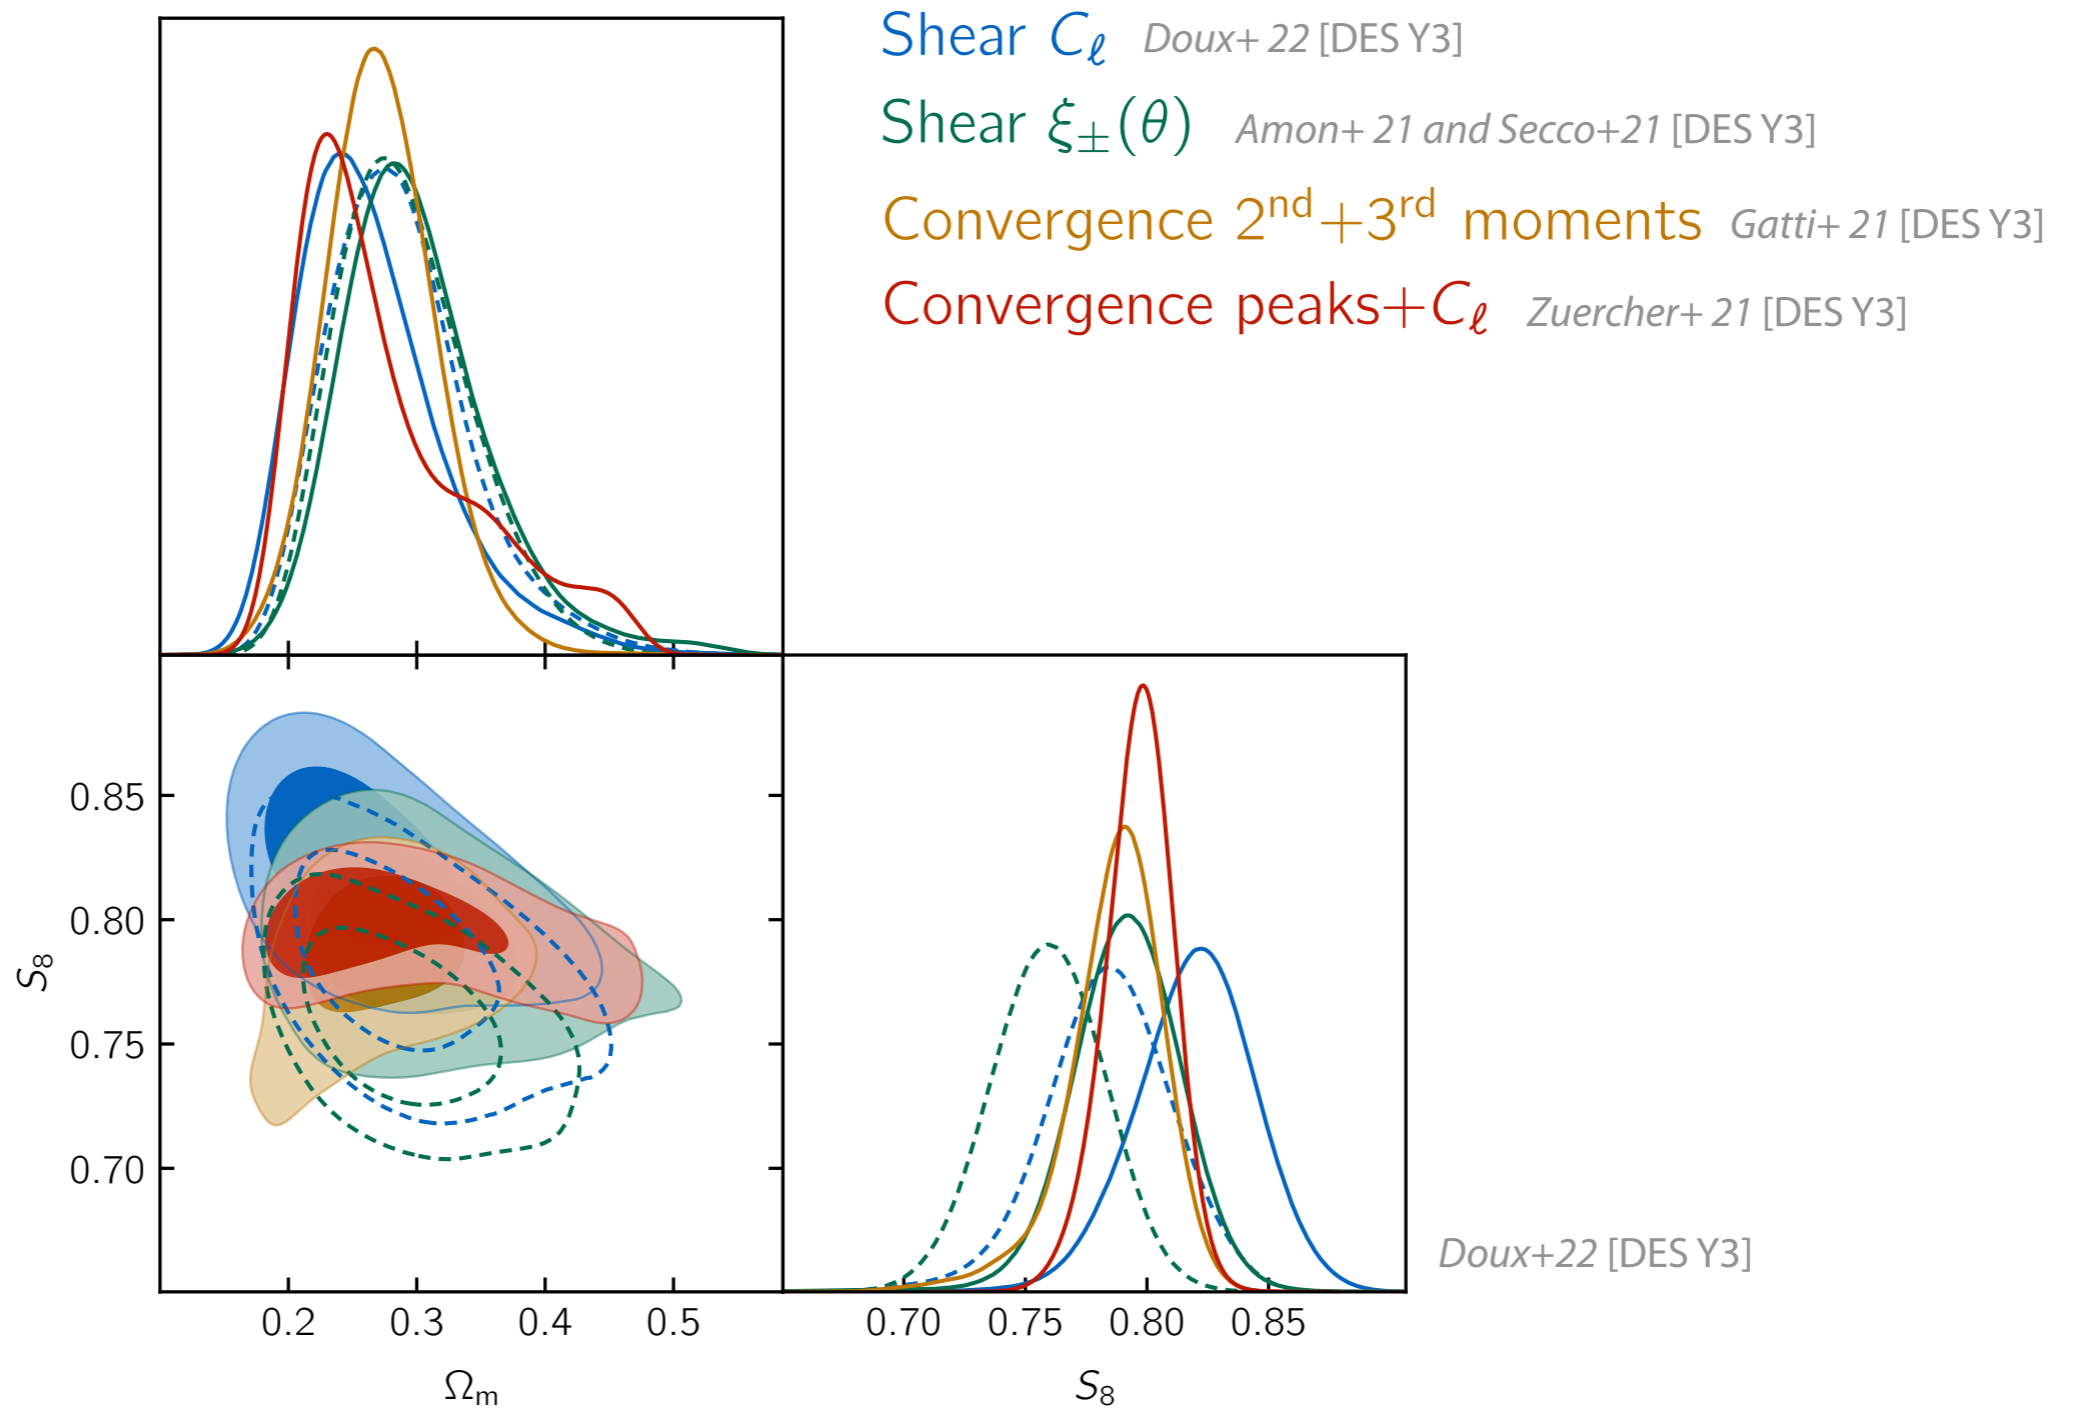 Shear Cℓ Doux+ 22 [DES Y3]
Shear ξ±(θ) Amon+ 21 and Secco+21 [DES Y3]
Convergence 2nd+3rd moments Gatti+ 21 [DES Y3]
Convergence peaks+Cℓ Zuercher+ 21 [DES Y3]
0.85
0.80
0.75
0.70
S8
0.2 0.3 0.4 0.5
Ωm
0.70 0.75 0.80 0.85
S8
Doux+22 [DES Y3]